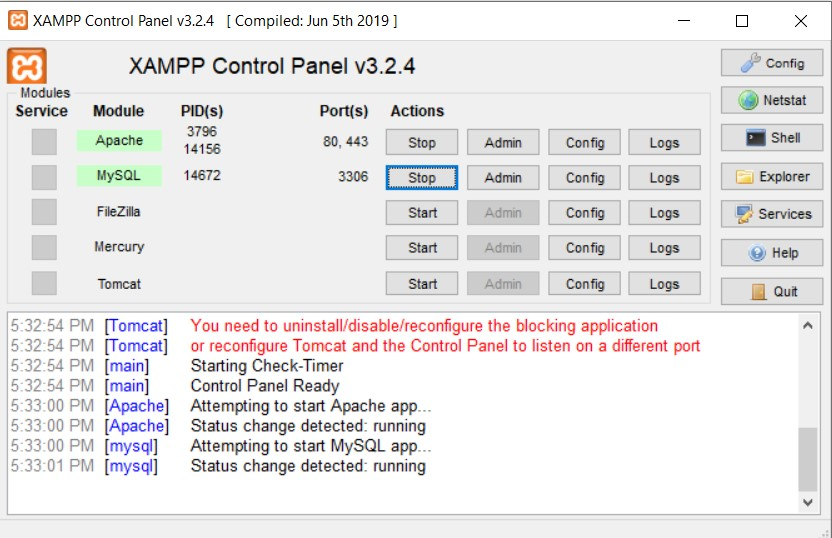 XAMPP Control Panel v3.2.4 [ Compiled: Jun 5th 2019 ]
XAMPP Control Panel v3.2.4
Config
Modules
Service Module PID(s) Port(s) Actions
Netstat
Apache 3796 14156 80, 443 Stop Admin Config Logs
Shell
MySQL 14672 3306 Stop Admin Config Logs
Explorer
FileZilla Start Admin Config Logs
Services
Mercury Start Admin Config Logs
Help
Tomcat Start Admin Config Logs
Quit
5:32:54 PM [Tomcat] You need to uninstall/disable/reconfigure the blocking application
5:32:54 PM [Tomcat] or reconfigure Tomcat and the Control Panel to listen on a different port
5:32:54 PM [main] Starting Check-Timer
5:32:54 PM [main] Control Panel Ready
5:33:00 PM [Apache] Attempting to start Apache app...
5:33:00 PM [Apache] Status change detected: running
5:33:00 PM [mysql] Attempting to start MySQL app...
5:33:01 PM [mysql] Status change detected: running